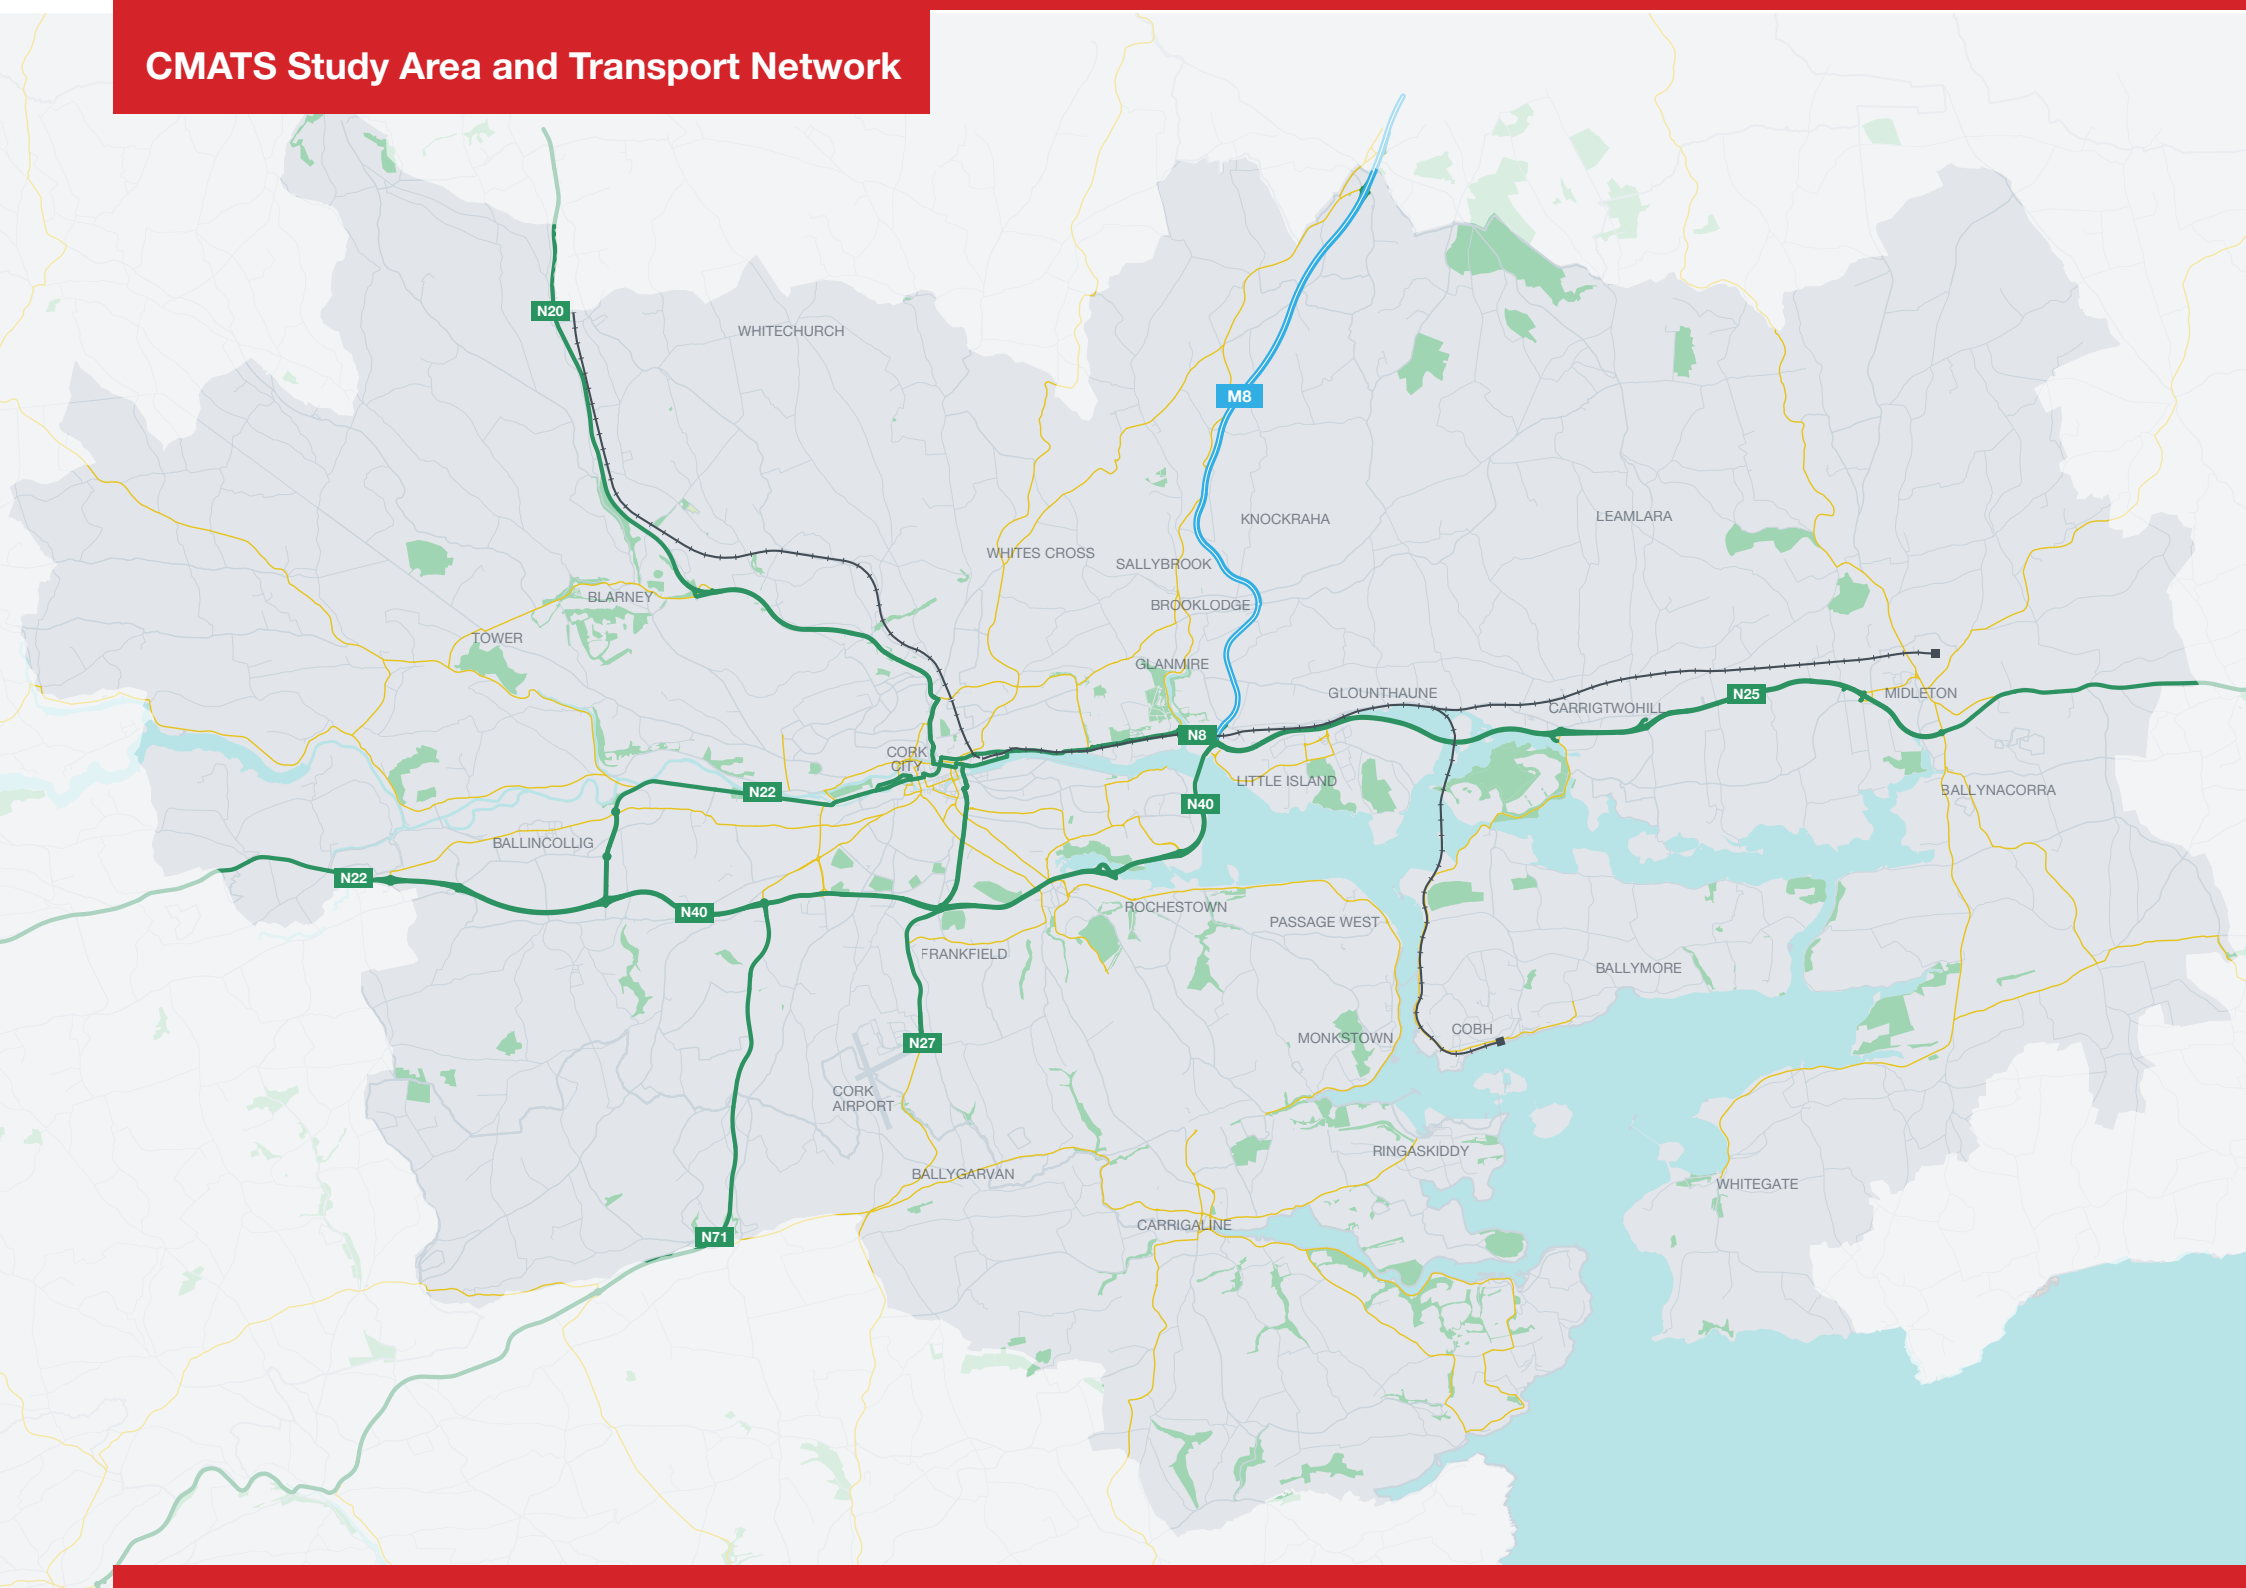 CMATS Study Area and Transport Network
N20
WHITECHURCH
M8
KNOCKRAHA
LEAMLARA
WHITES CROSS
SALLYBROOK
BLARNEY
BROOKLODGE
TOWER
GLANMIRE
GLOUNTHAUNE
N25
MIDLETON
CARRIGTWOHILL
N8
CORK
CITY
LITTLE ISLAND
N22
BALLYNACORRA
N40
BALLINCOLLIG
N22
N40
ROCHESTOWN
PASSAGE WEST
FRANKFIELD
BALLYMORE
COBH
MONKSTOWN
N27
CORK
AIRPORT
RINGASKIDDY
BALLYGARVAN
WHITEGATE
CARRIGALINE
N71